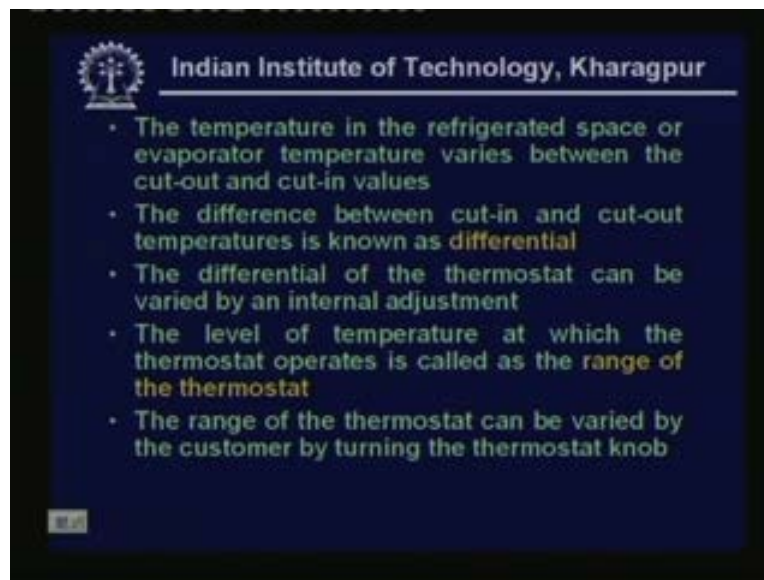 Indian Institute of Technology, Kharagpur
• The temperature in the refrigerated space or
evaporator temperature varies between the
cut-out and cut-in values
• The difference between cut-in and cut-out
temperatures is known as differential
• The differential of the thermostat can be
varied by an internal adjustment
• The level of temperature at which the
thermostat operates is called as the range of
the thermostat
• The range of the thermostat can be varied by
the customer by turning the thermostat knob